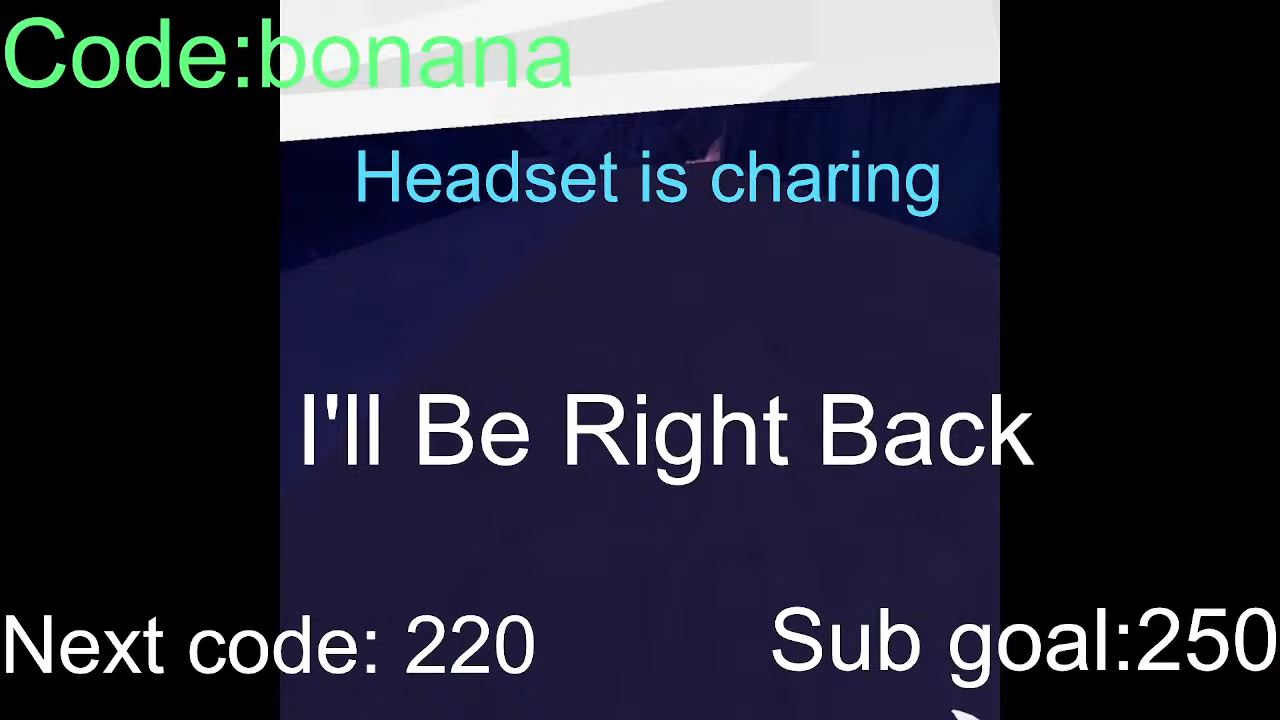 Code:bonana
Headset is charing
I'll Be Right Back
Next code: 220
Sub goal:250